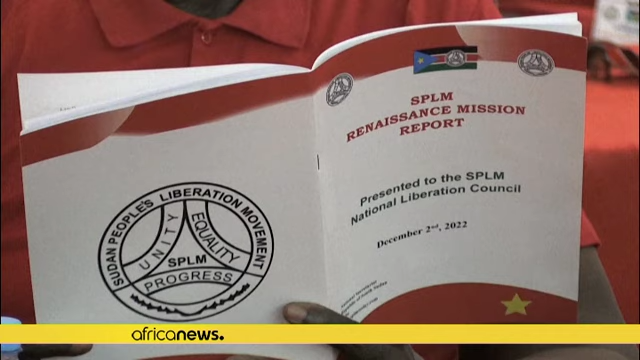 SUDAN PEOPLE'S LIBERATION MOVEMENT
UNITY
EQUALITY
SPLM
PROGRESS
SPLM
RENAISSANCE MISSION
REPORT
Presented to the SPLM
National Liberation Council
December 2nd, 2022
africanews.